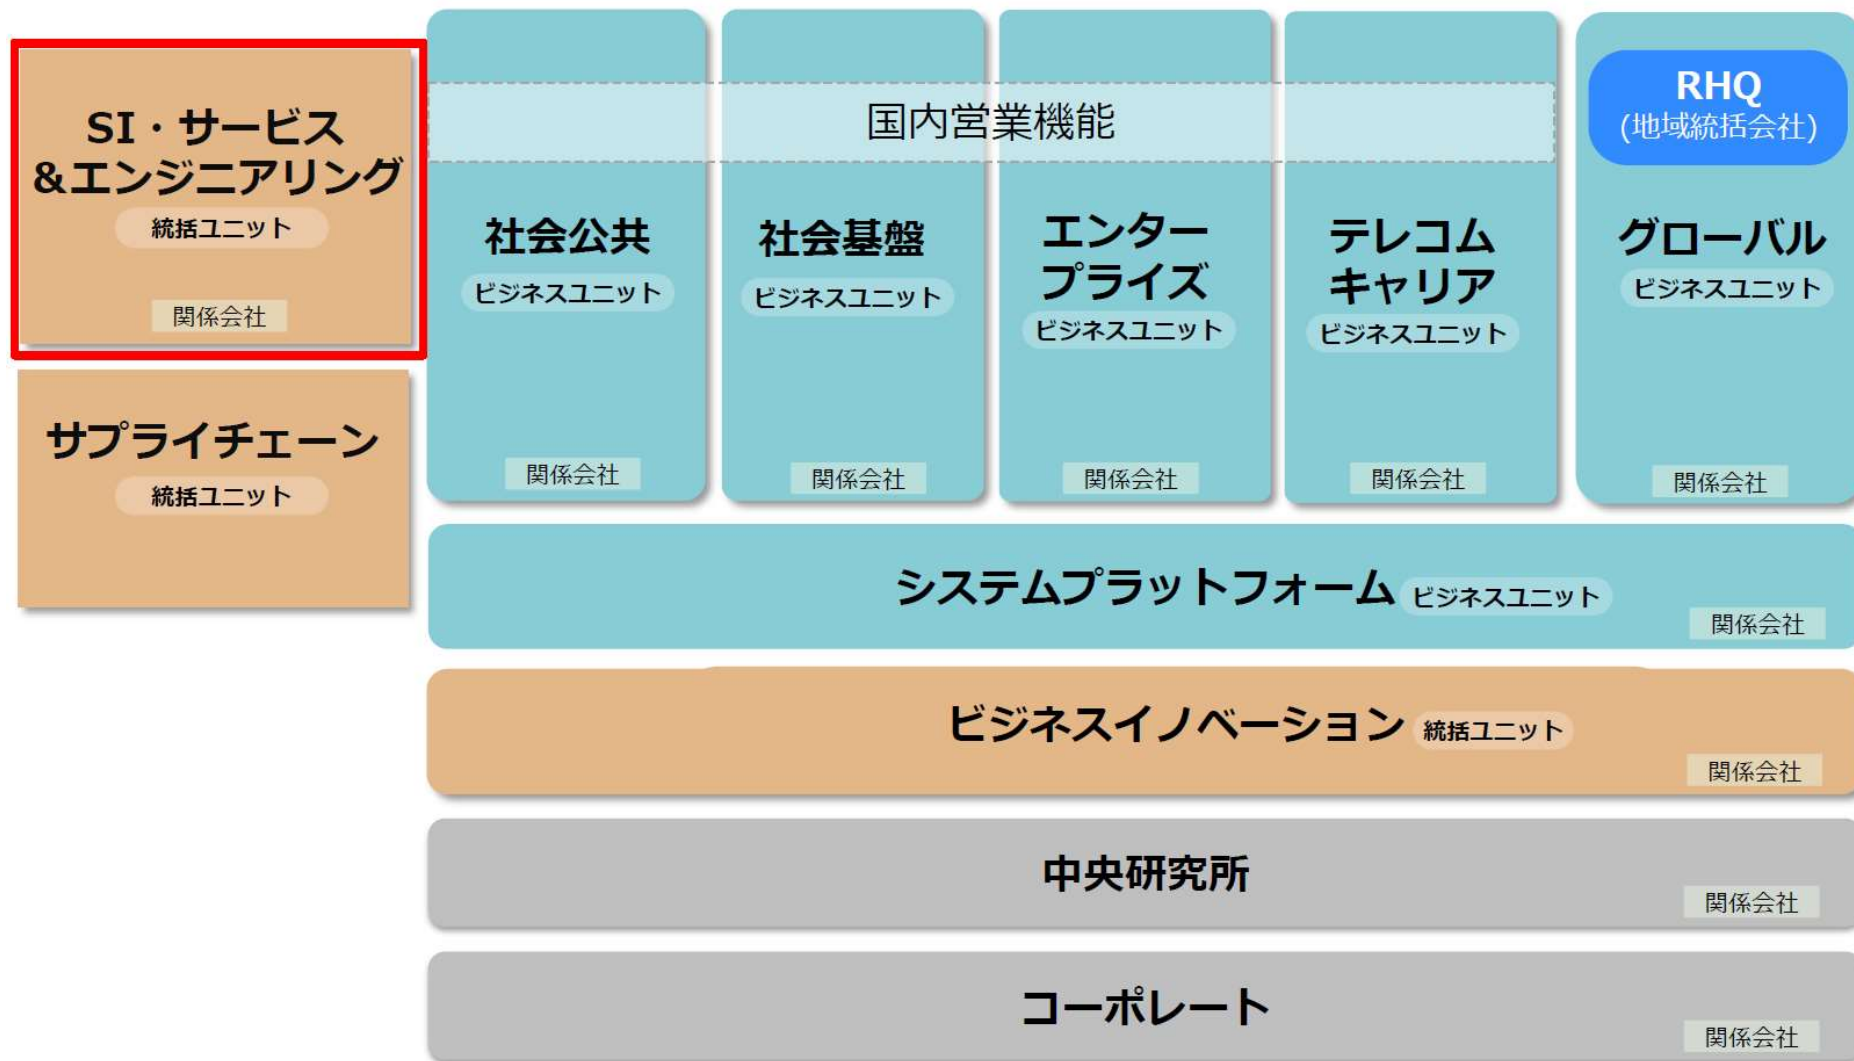 SI・サービス
&エンジニアリング
統括ユニット
関係会社
サプライチェーン
統括ユニット
国内営業機能
社会公共
ビジネスユニット
関係会社
社会基盤
ビジネスユニット
関係会社
エンター
プライズ
ビジネスユニット
関係会社
テレコム
キャリア
ビジネスユニット
関係会社
RHQ
(地域統括会社)
グローバル
ビジネスユニット
関係会社
システムプラットフォーム ビジネスユニット
関係会社
ビジネスイノベーション 統括ユニット
関係会社
中央研究所
関係会社
コーポレート
関係会社